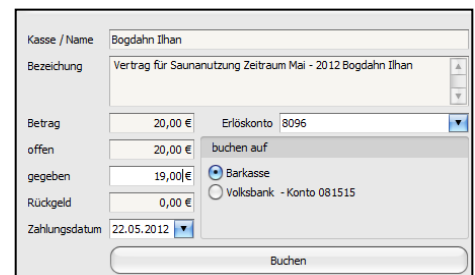 Kasse / Name Bogdahn Ilhan
Bezeichung Vertrag für Saunanutzung Zeitraum Mai - 2012 Bogdahn Ilhan
Betrag 20,00 € Erlöskonto 8096
offen 20,00 € buchen auf
gegeben 19,00 € Barkasse
Rückgeld 0,00 € Volksbank - Konto 081515
Zahlungsdatum 22.05.2012
Buchen